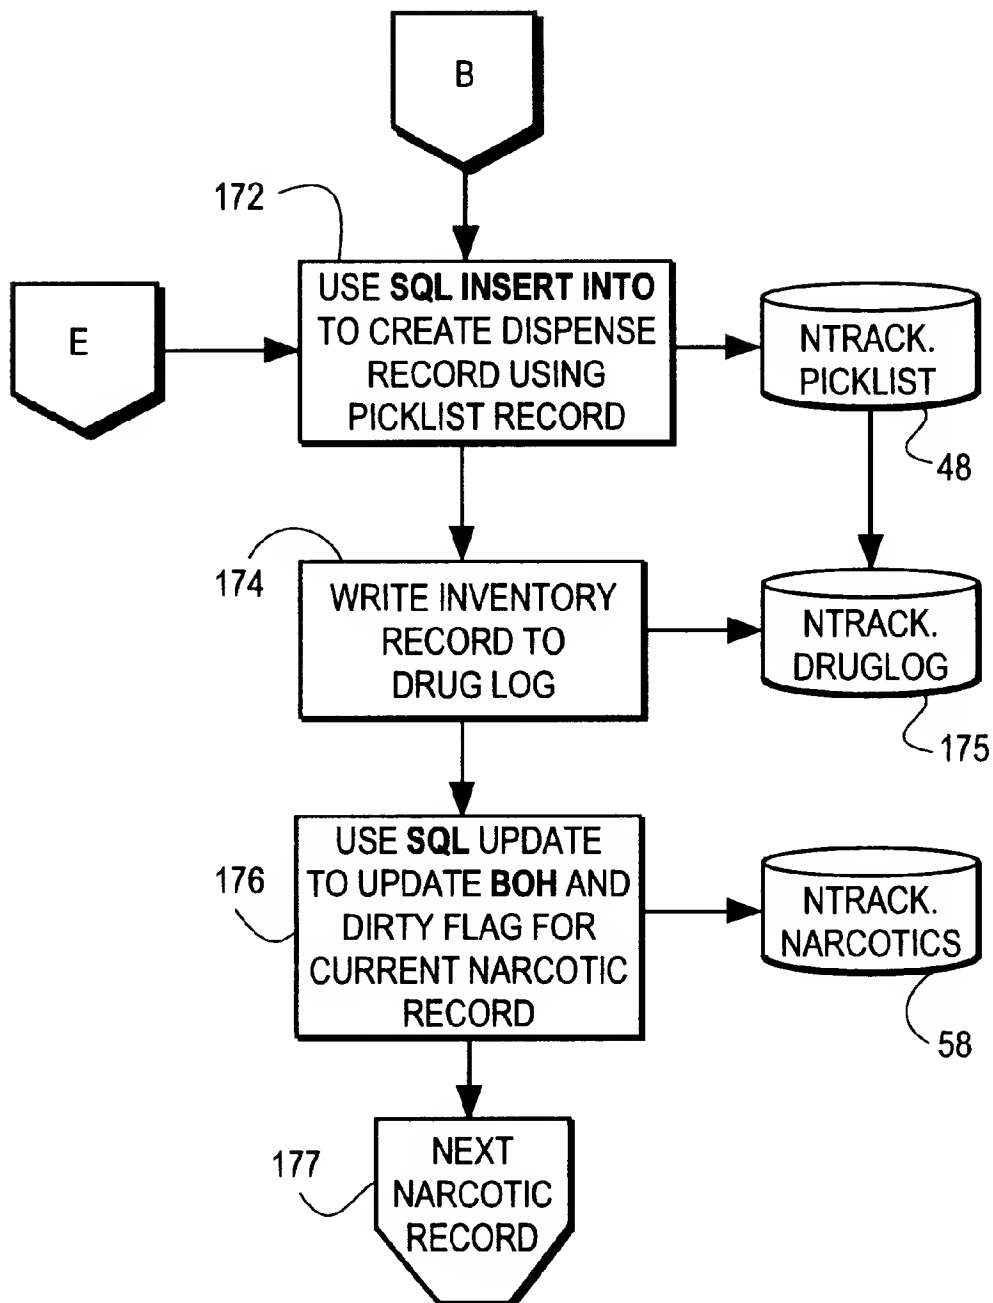 B
172
USE SQL INSERT INTO
TO CREATE DISPENSE
RECORD USING
PICKLIST RECORD
E
NTRACK.
PICKLIST
48
174
WRITE INVENTORY
RECORD TO
DRUG LOG
NTRACK.
DRUGLOG
175
176
USE SQL UPDATE
TO UPDATE BOH AND
DIRTY FLAG FOR
CURRENT NARCOTIC
RECORD
NTRACK.
NARCOTICS
58
177
NEXT
NARCOTIC
RECORD